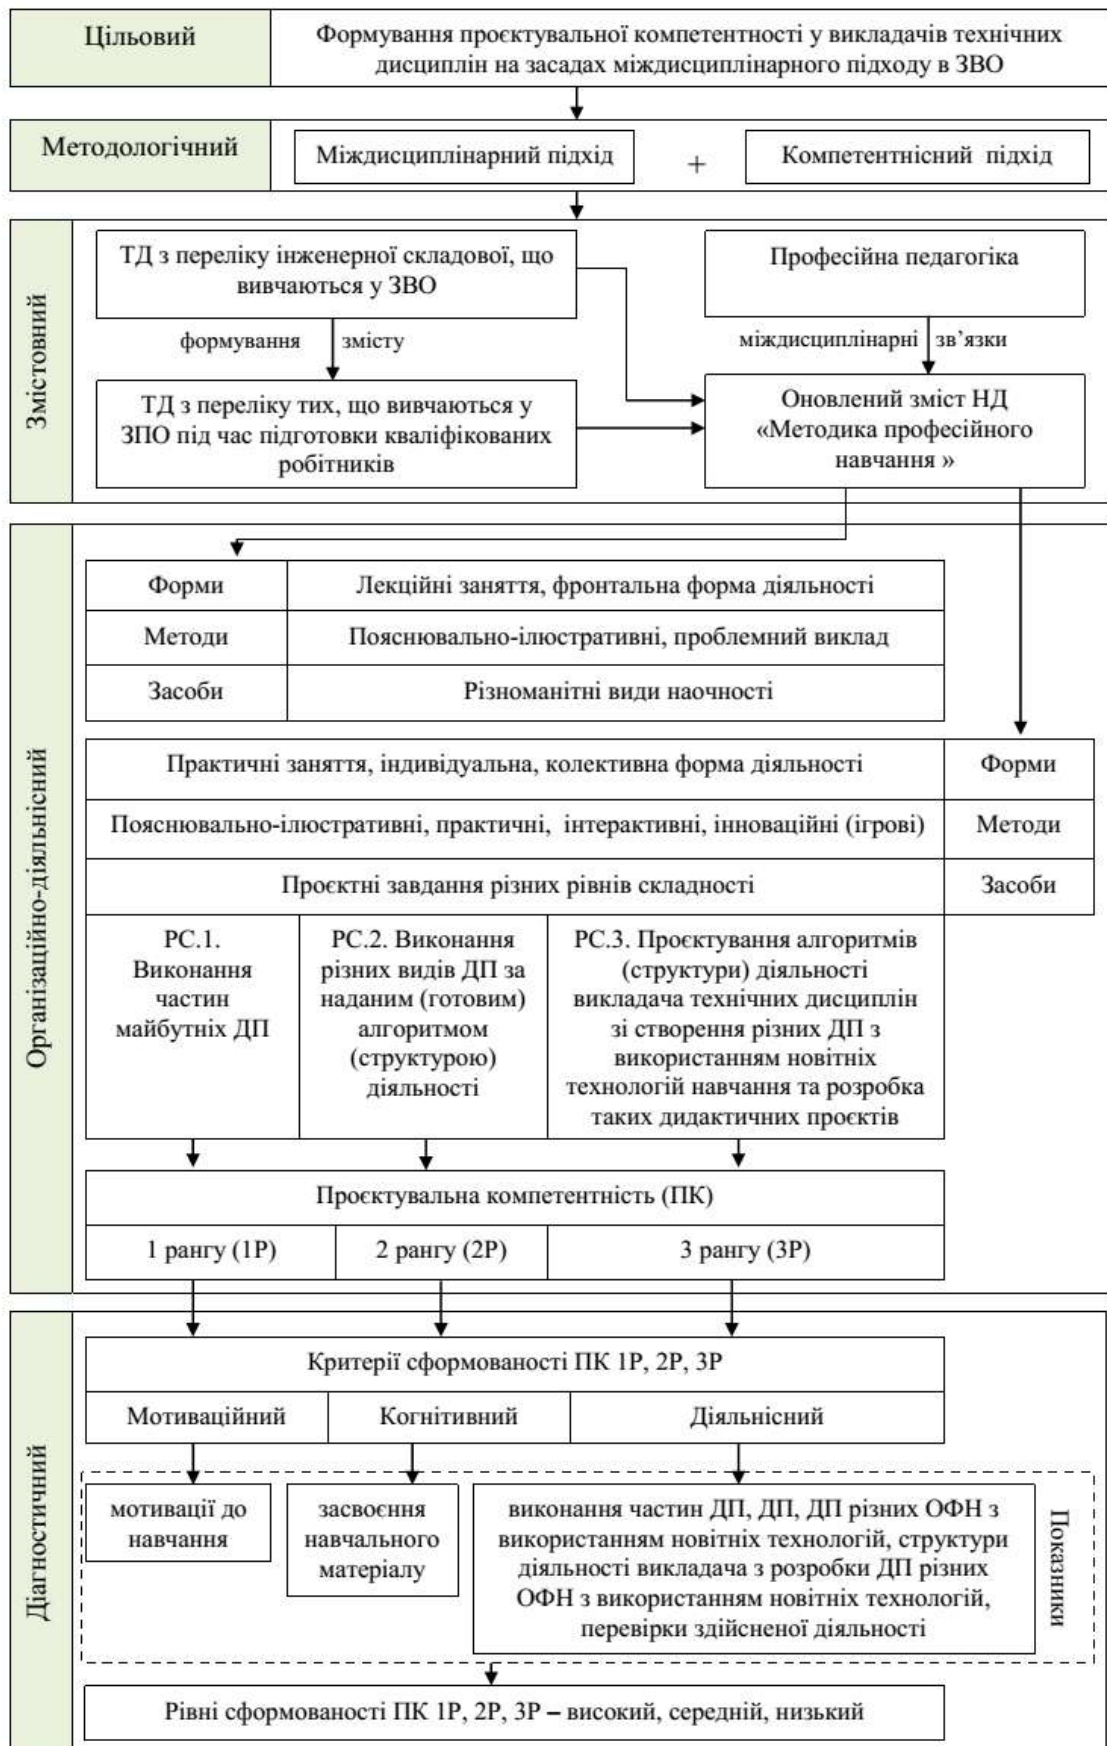 Цільовий
Формування проєктувальної компетентності у викладачів технічних
дисциплін на засадах міждисциплінарного підходу в ЗВО
Методологічний
Міждисциплінарний підхід
+
Компетентнісний підхід
Змістовний
ТД з переліку інженерної складової, що
вивчаються у ЗВО
Професійна педагогіка
формування змісту
міждисциплінарні зв’язки
ТД з переліку тих, що вивчаються у
ЗПО під час підготовки кваліфікованих
робітників
Оновлений зміст НД
«Методика професійного
навчання »
Організаційно-діяльнісний
Форми
Лекційні заняття, фронтальна форма діяльності
Методи
Пояснювально-ілюстративні, проблемний виклад
Засоби
Різноманітні види наочності
Практичні заняття, індивідуальна, колективна форма діяльності
Форми
Пояснювально-ілюстративні, практичні, інтерактивні, інноваційні (ігрові)
Методи
Проєктні завдання різних рівнів складності
Засоби
РС.1.
Виконання
частин
майбутніх ДП
РС.2. Виконання
різних видів ДП за
наданим (готовим)
алгоритмом
(структурою)
діяльності
РС.3. Проєктування алгоритмів
(структури) діяльності
викладача технічних дисциплін
зі створення різних ДП з
використанням новітніх
технологій навчання та розробка
таких дидактичних проєктів
Проєктувальна компетентність (ПК)
1 рангу (1Р)
2 рангу (2Р)
3 рангу (3Р)
Діагностичний
Критерії сформованості ПК 1Р, 2Р, 3Р
Мотиваційний
Когнітивний
Діяльнісний
мотивації до
навчання
засвоєння
навчального
матеріалу
виконання частин ДП, ДП, ДП різних ОФН з
використанням новітніх технологій, структури
діяльності викладача з розробки ДП різних
ОФН з використанням новітніх технологій,
перевірки здійсненої діяльності
Показники
Рівні сформованості ПК 1Р, 2Р, 3Р – високий, середній, низький